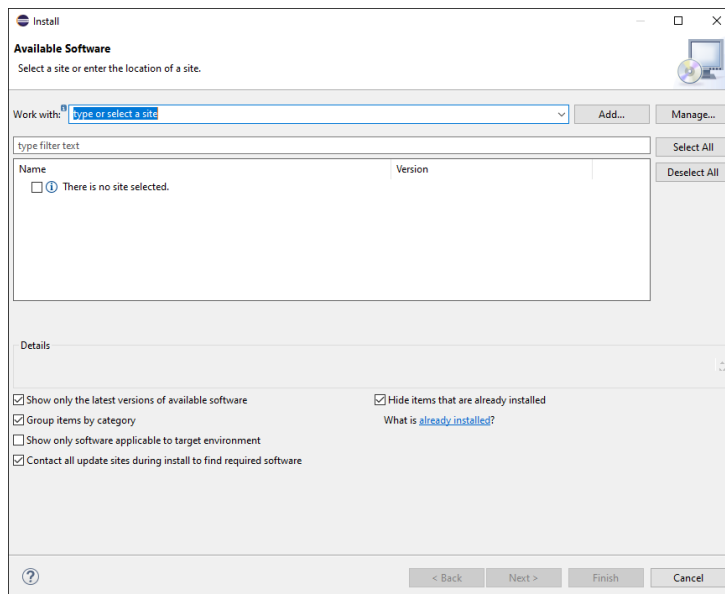 Install
Available Software
Select a site or enter the location of a site.
Work with: type or select a site Add... Manage...
type filter text Select All
Name Version Deselect All
There is no site selected.
Details
Show only the latest versions of available software Hide items that are already installed
Group items by category What is already installed?
Show only software applicable to target environment
Contact all update sites during install to find required software
? < Back Next > Finish Cancel